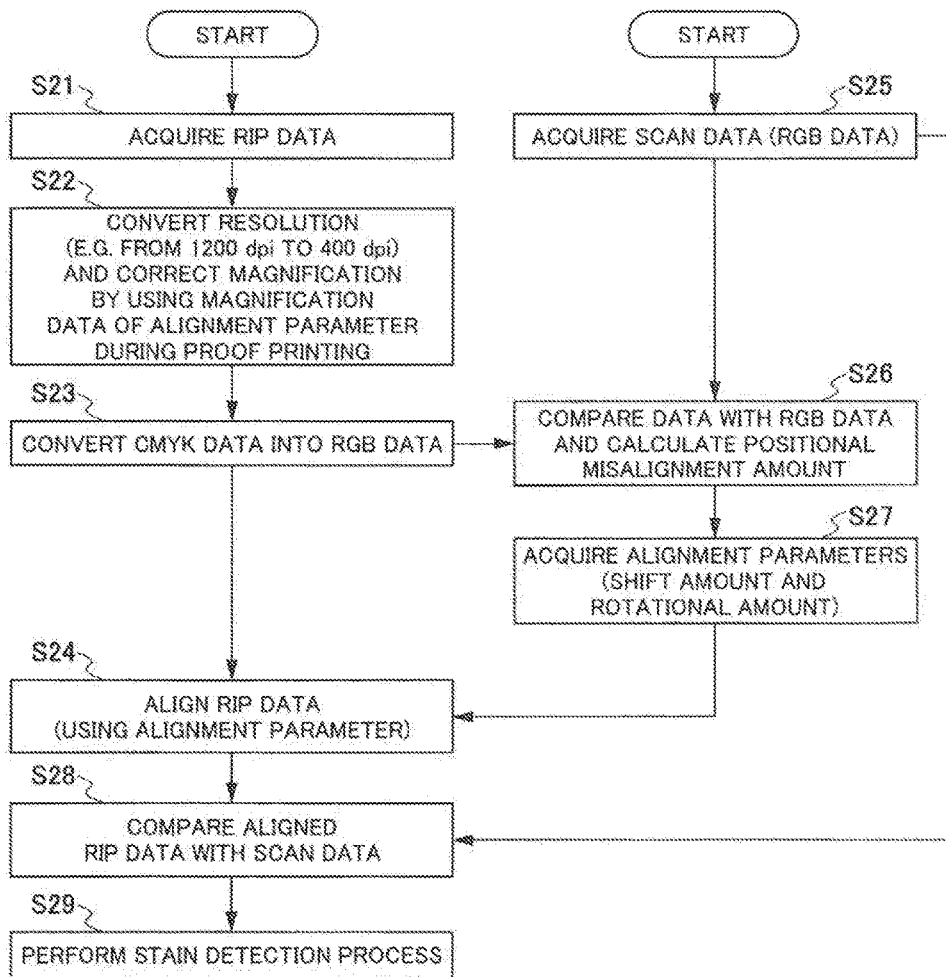 START
S21
ACQUIRE RIP DATA
S22
CONVERT RESOLUTION
(E.G. FROM 1200 dpi TO 400 dpi)
AND CORRECT MAGNIFICATION
BY USING MAGNIFICATION
DATA OF ALIGNMENT PARAMETER
DURING PROOF PRINTING
S23
CONVERT CMYK DATA INTO RGB DATA
S24
ALIGN RIP DATA
(USING ALIGNMENT PARAMETER)
S28
COMPARE ALIGNED
RIP DATA WITH SCAN DATA
S29
PERFORM STAIN DETECTION PROCESS
START
S25
ACQUIRE SCAN DATA (RGB DATA)
S26
COMPARE DATA WITH RGB DATA
AND CALCULATE POSITIONAL
MISALIGNMENT AMOUNT
S27
ACQUIRE ALIGNMENT PARAMETERS
(SHIFT AMOUNT AND
ROTATIONAL AMOUNT)